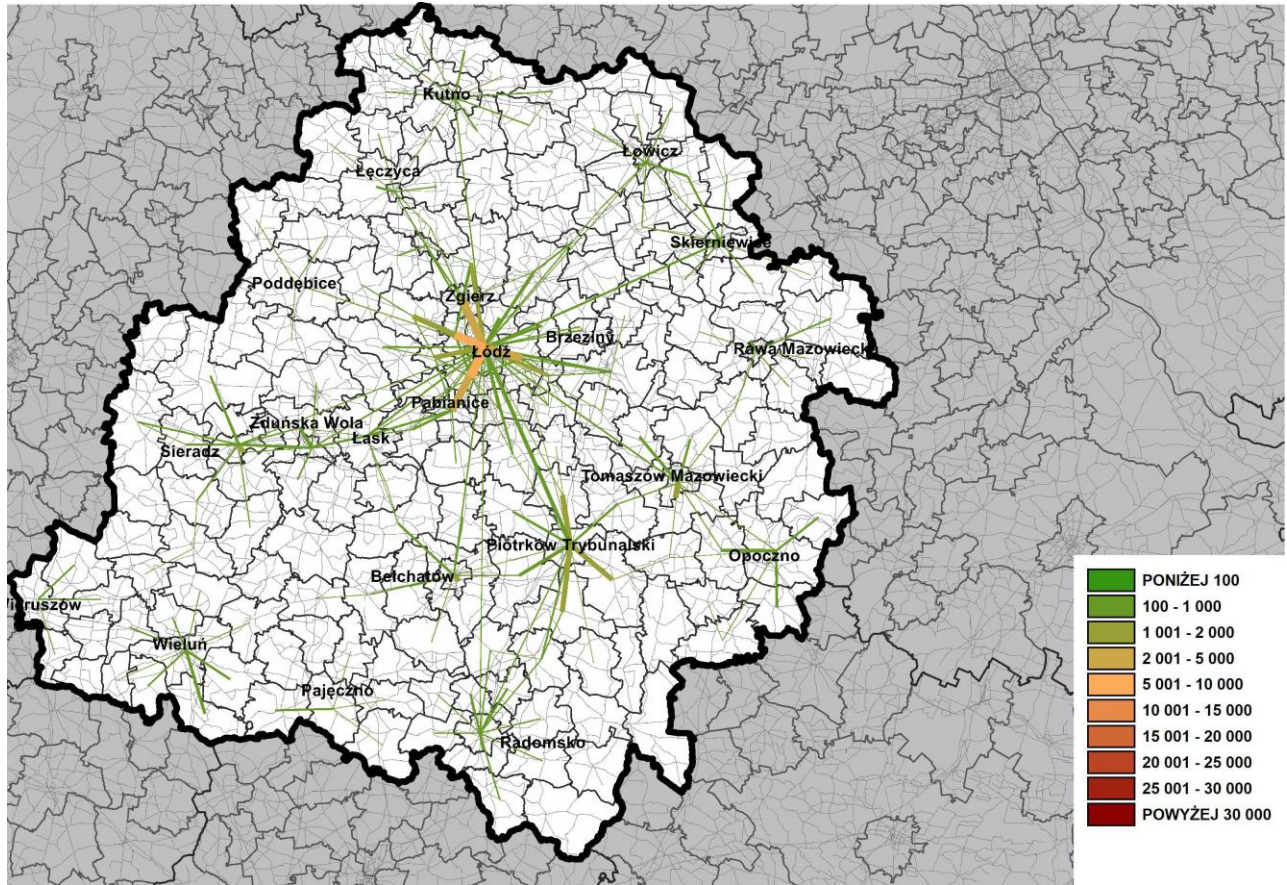 Kutno
Łowicz
Łęczyca
Skierniewice
Poddębice
Zgierz
Brzeziny
Łódź
Rawa Mazowiecka
Pabianice
Zduńska Wola
Łask
Sieradz
Tomaszów Mazowiecki
Piotrków Trybunalski
Opoczno
Bełchatów
Wieruszów
Wieluń
Pajęczno
Radomsko
PONIŻEJ 100
100 - 1 000
1 001 - 2 000
2 001 - 5 000
5 001 - 10 000
10 001 - 15 000
15 001 - 20 000
20 001 - 25 000
25 001 - 30 000
POWYŻEJ 30 000